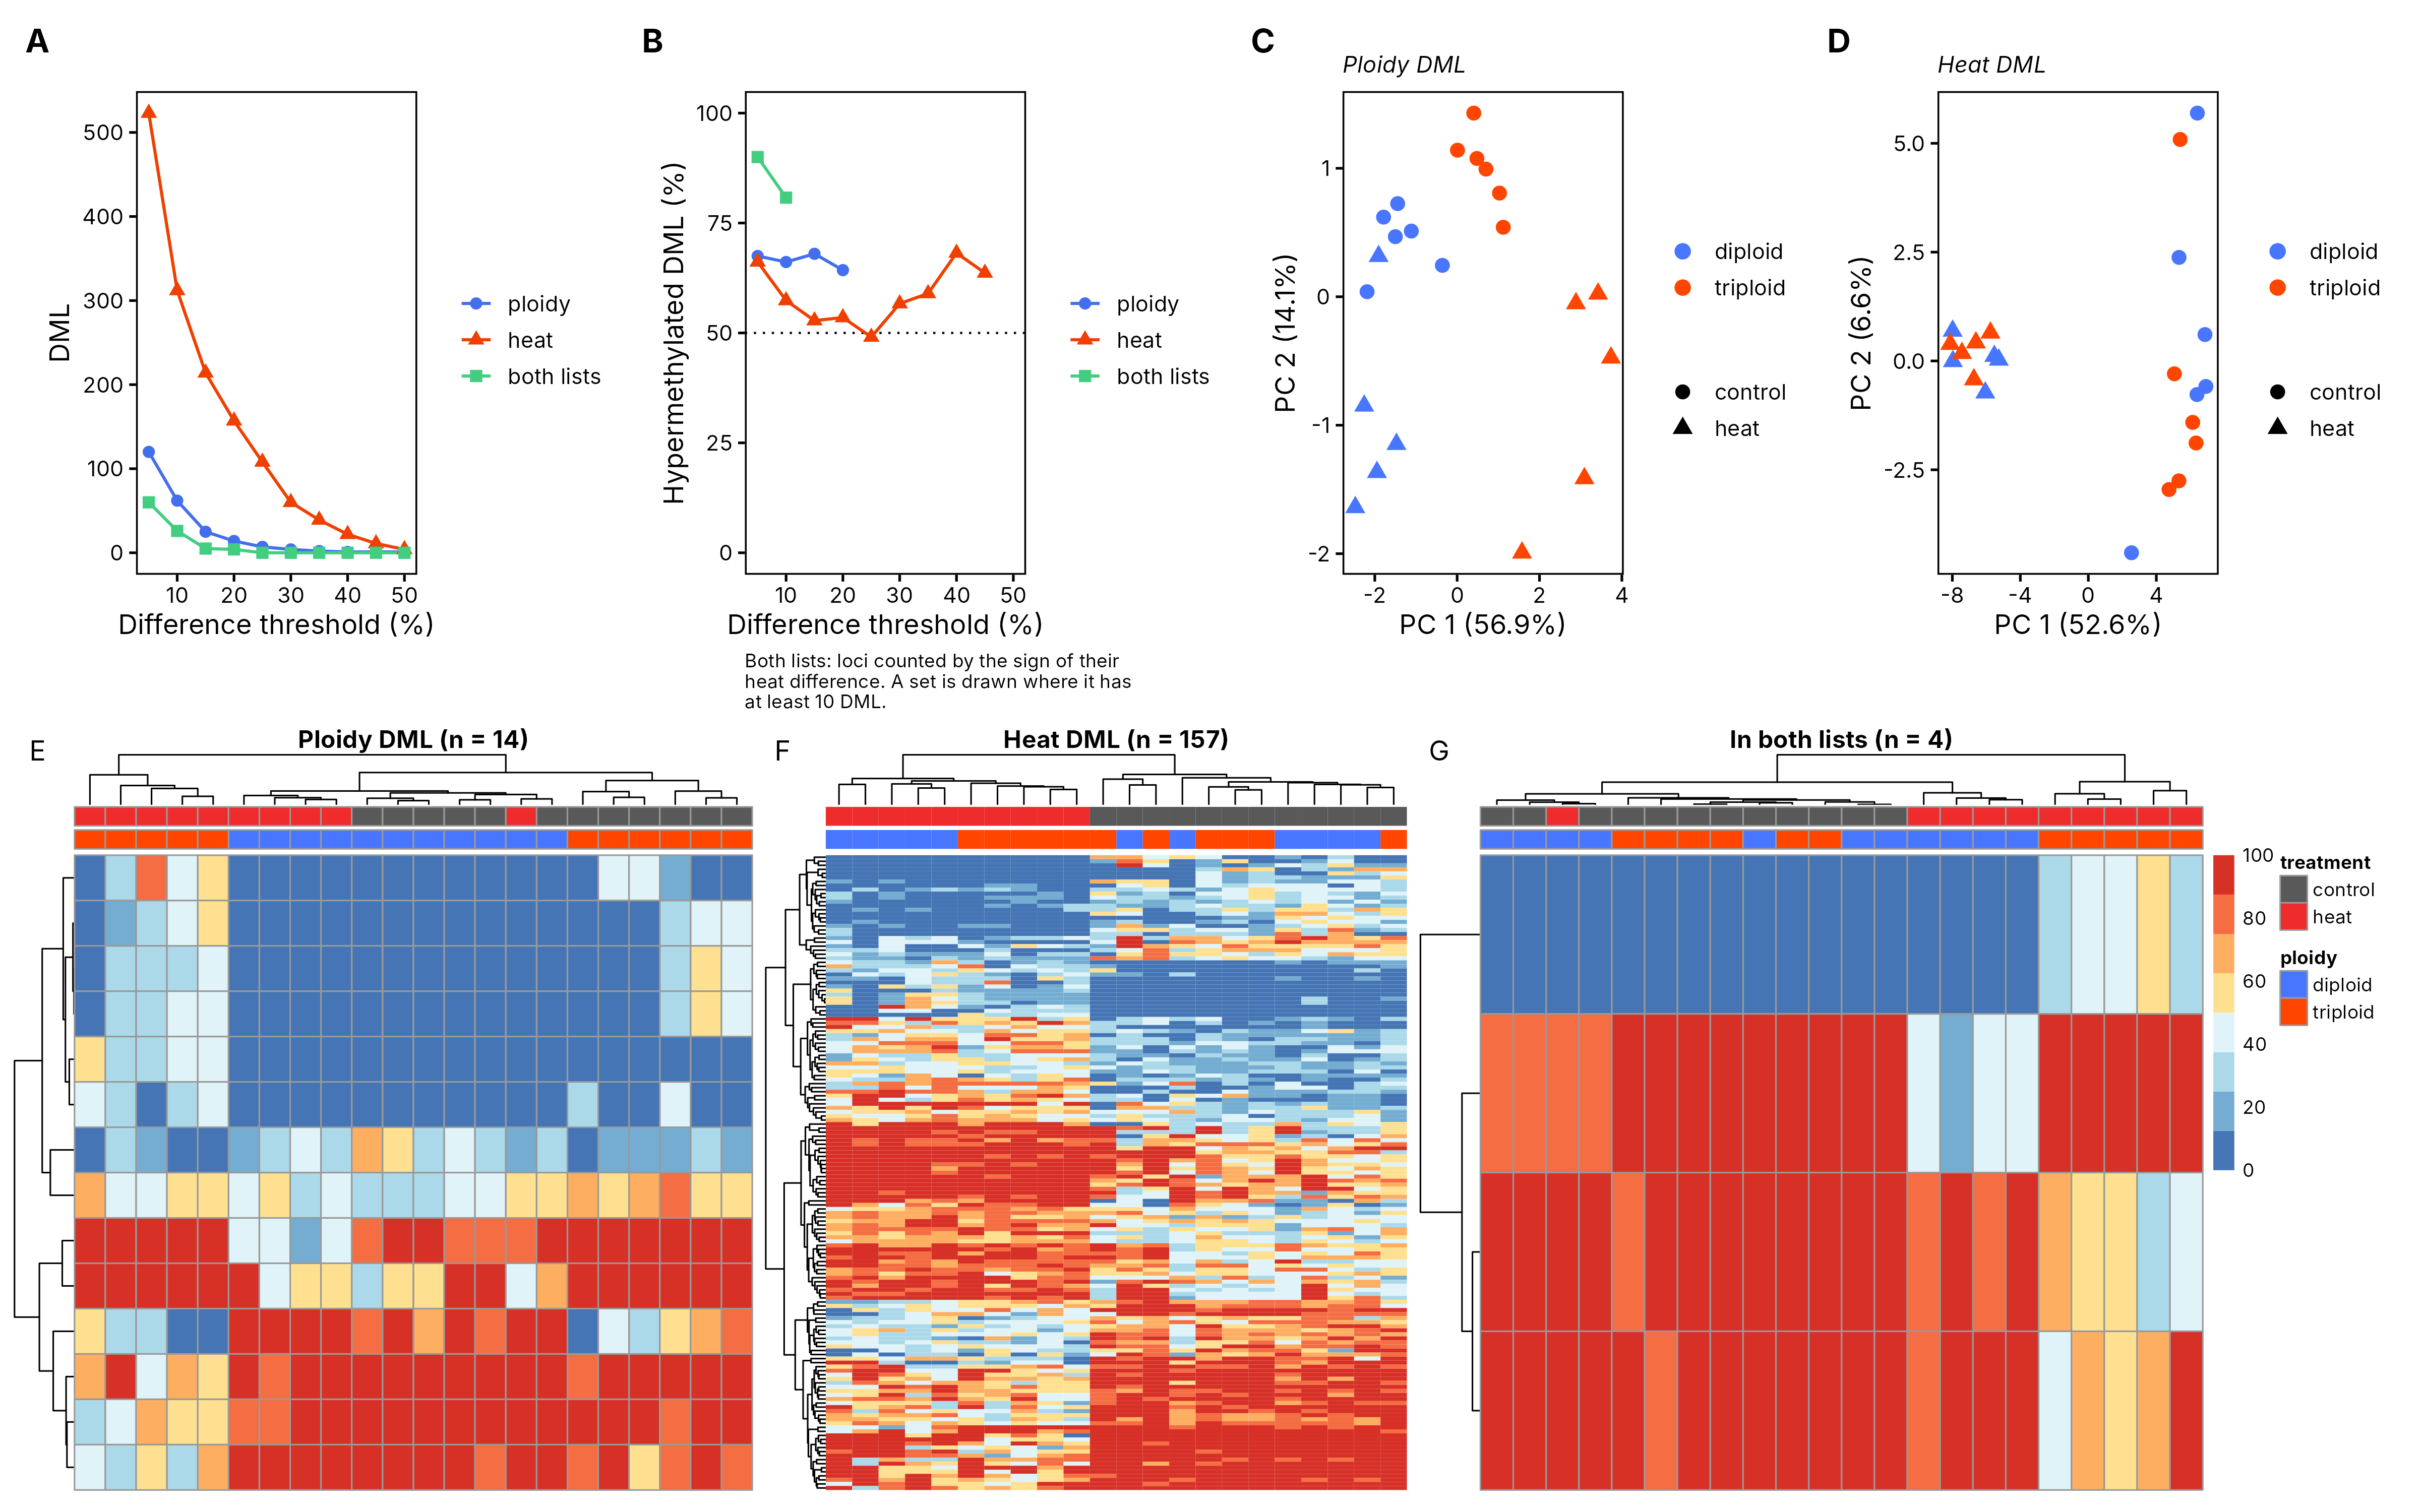 A
500
400
300
200
100
0
10 20 30 40 50
DML
Difference threshold (%)
ploidy
heat
both lists
B
100
75
50
25
0
10 20 30 40 50
Hypermethylated DML (%)
Difference threshold (%)
ploidy
heat
both lists
Both lists: loci counted by the sign of their
heat difference. A set is drawn where it has
at least 10 DML.
C
Ploidy DML
1
0
-1
-2
-2 0 2 4
PC 2 (14.1%)
PC 1 (56.9%)
diploid
triploid
control
heat
D
Heat DML
5.0
2.5
0.0
-2.5
-8 -4 0 4
PC 2 (6.6%)
PC 1 (52.6%)
diploid
triploid
control
heat
E
Ploidy DML (n = 14)
F
Heat DML (n = 157)
G
In both lists (n = 4)
100
80
60
40
20
0
treatment
control
heat
ploidy
diploid
triploid